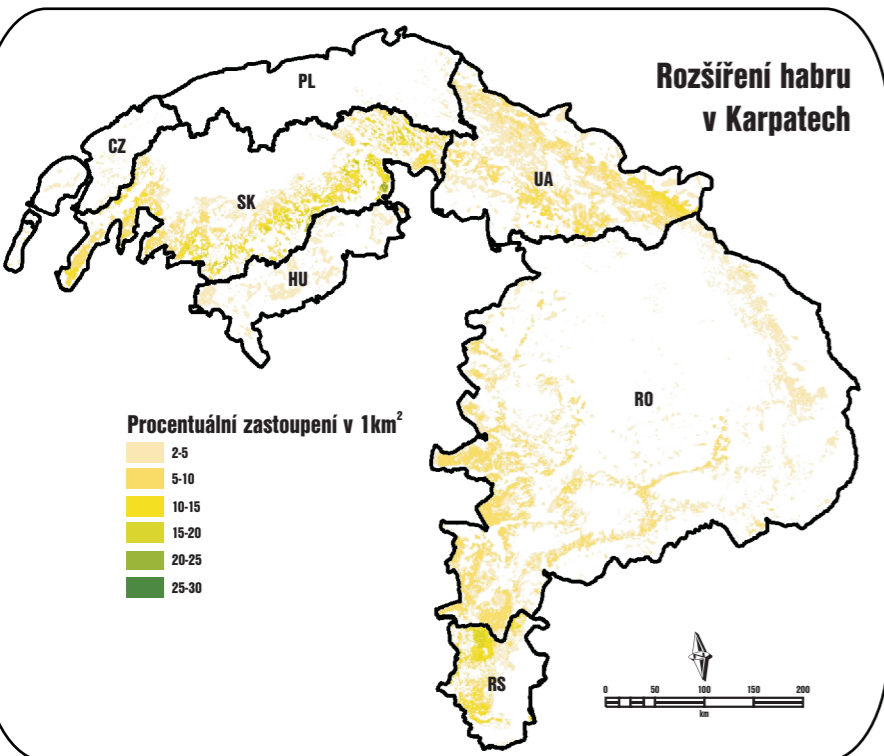 Rozšíření habru
v Karpatech
PL
CZ
SK
UA
HU
RO
RS
Procentuální zastoupení v 1km²
2-5
5-10
10-15
15-20
20-25
25-30
0 50 100 150 200
km